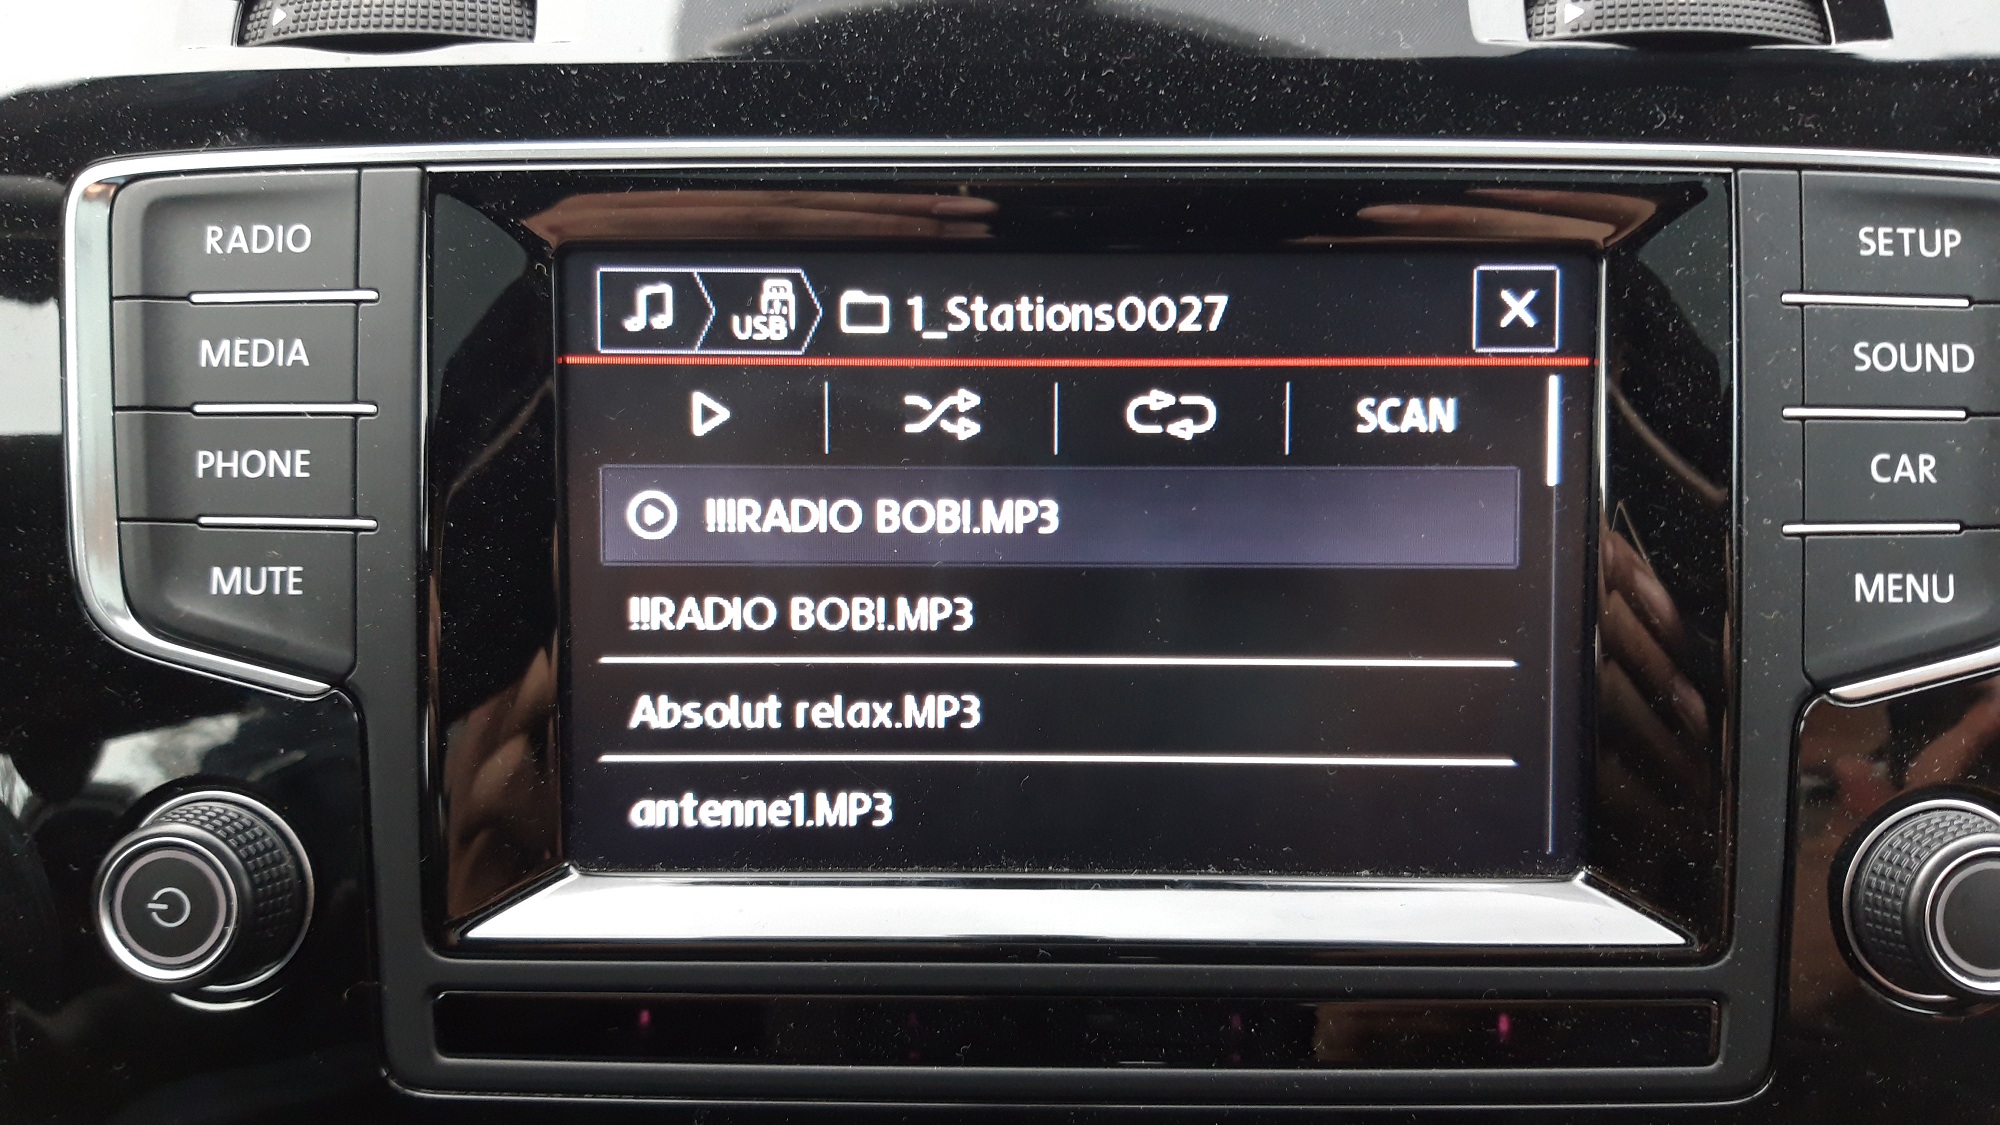 RADIO
MEDIA
PHONE
MUTE
USB
1_Stations0027
SCAN
!!!RADIO BOB!.MP3
!!RADIO BOB!.MP3
Absolut relax.MP3
antenne1.MP3
SETUP
SOUND
CAR
MENU